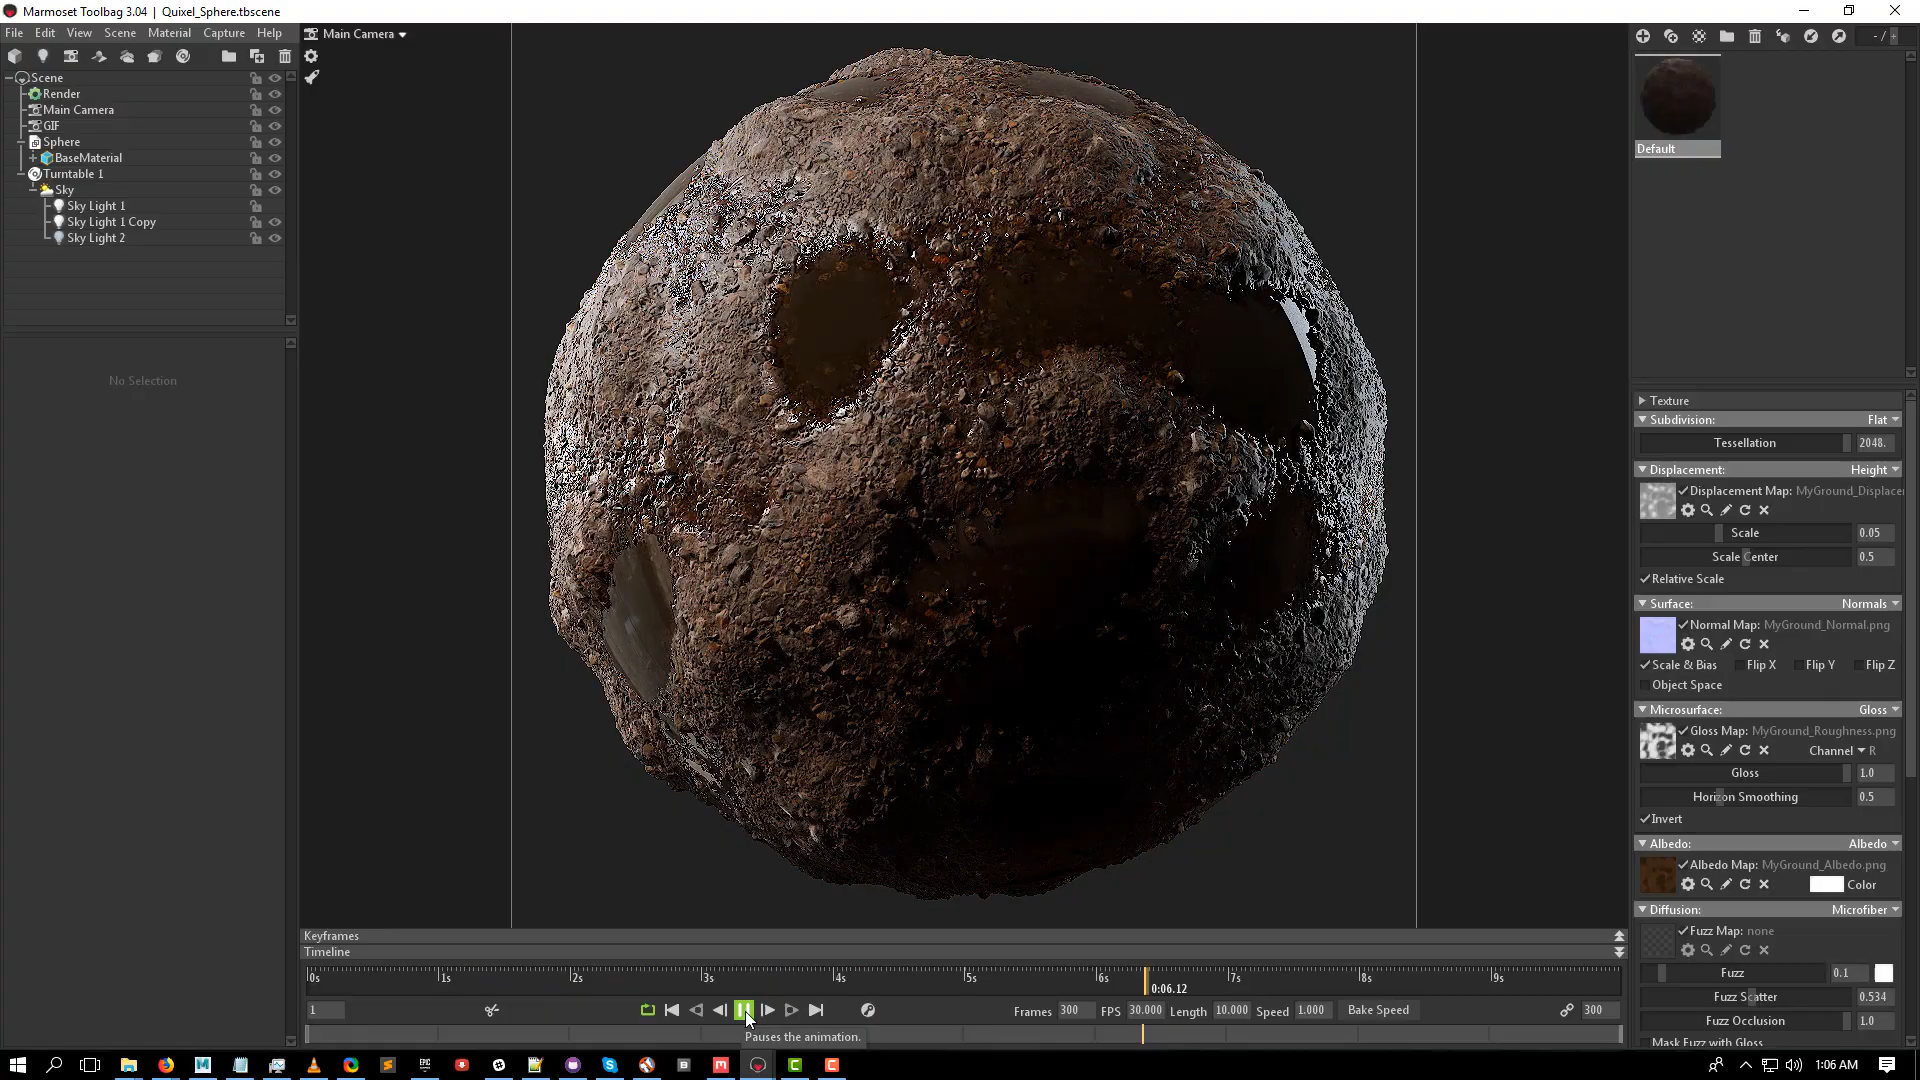 Marmoset Toolbag 3.04 | Quixel_Sphere.tbscene
File Edit View Scene Material Capture Help
Main Camera
- / +
Scene
Render
Main Camera
GIF
Sphere
BaseMaterial
Turntable 1
Sky
Sky Light 1
Sky Light 1 Copy
Sky Light 2
No Selection
Default
Texture
Subdivision: Flat
Tessellation 2048.
Displacement: Height
Displacement Map: MyGround_Displacer
Scale 0.05
Scale Center 0.5
Relative Scale
Surface: Normals
Normal Map: MyGround_Normal.png
Scale & Bias Flip X Flip Y Flip Z
Object Space
Microsurface: Gloss
Gloss Map: MyGround_Roughness.png
Channel R
Gloss 1.0
Horizon Smoothing 0.5
Invert
Albedo: Albedo
Albedo Map: MyGround_Albedo.png
Color
Diffusion: Microfiber
Fuzz Map: none
Fuzz 0.1
Fuzz Scatter 0.534
Fuzz Occlusion 1.0
Mask Fuzz with Gloss
Keyframes
Timeline
0s 1s 2s 3s 4s 5s 6s 7s 8s 9s
0:06.12
1 Frames 300 FPS 30.000 Length 10.000 Speed 1.000 Bake Speed 300
Pauses the animation.
1:06 AM